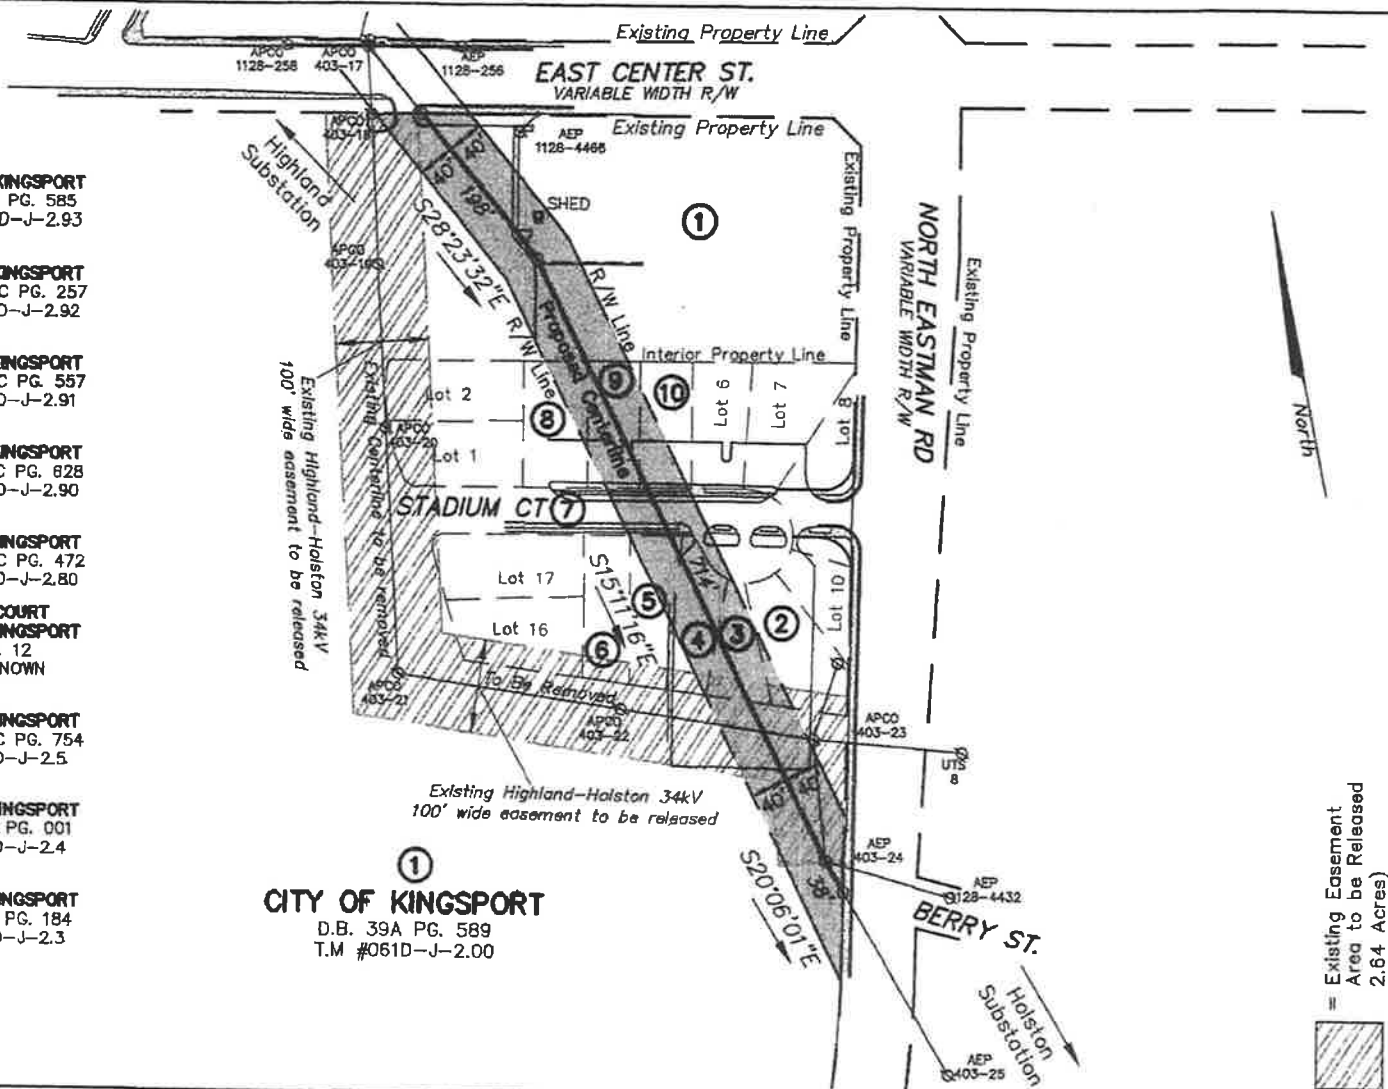 Existing Property Line
APCO
1128-258
APCO
403-17
AEP
1128-256
EAST CENTER ST.
VARIABLE WIDTH R/W
Existing Property Line
APCO
403-18
AEP
1128-4466
Highland
Substation
40'
40'
198'
SHED
1
S28°23'32"E
R/W Line
R/W Line
APCO
403-19
Existing Property Line
NORTH EASTMAN RD
VARIABLE WIDTH R/W
Existing Property Line
North
KINGSPORT
PG. 585
D-J-2.93
KINGSPORT
C PG. 257
D-J-2.92
KINGSPORT
C PG. 557
D-J-2.91
KINGSPORT
C PG. 628
D-J-2.90
KINGSPORT
C PG. 472
D-J-2.80
COURT
KINGSPORT
. 12
NOWN
KINGSPORT
C PG. 754
D-J-2.5
KINGSPORT
PG. 001
D-J-2.4
KINGSPORT
PG. 184
D-J-2.3
Interior Property Line
Proposed Centerline
Existing Centerline to be removed
Existing Highland-Holston 34kV
100' wide easement to be released
Lot 2
Lot 1
8
9
10
Lot 6
Lot 7
Lot 8
APCO
403-20
STADIUM CT
7
Lot 17
Lot 16
S15°11'16"E
714'
5
6
4
3
2
Lot 10
To Be Removed
APCO
403-21
APCO
403-22
APCO
403-23
UTS
8
Existing Highland-Holston 34kV
100' wide easement to be released
40'
40'
AEP
403-24
38'
AEP
1128-4432
S20°06'01"E
BERRY ST.
1
CITY OF KINGSPORT
D.B. 39A PG. 589
T.M #061D-J-2.00
Holston
Substation
AEP
403-25
= Existing Easement
Area to be Released
2.64 Acres)